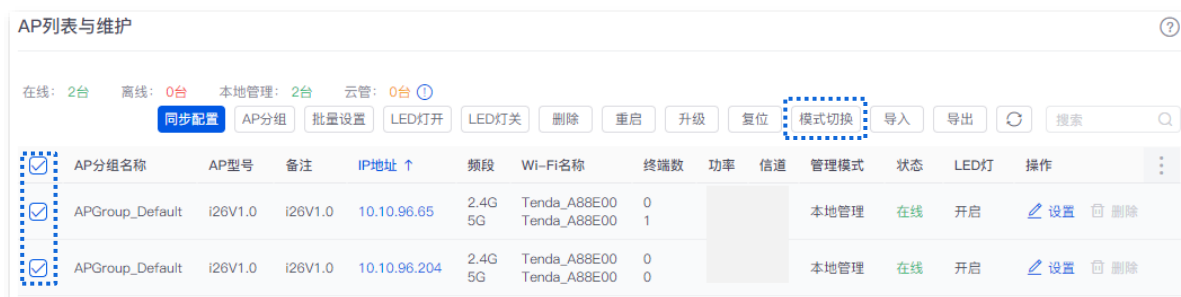 AP列表与维护
在线： 2台 离线： 0台 本地管理： 2台 云管： 0台
同步配置 AP分组 批量设置 LED灯开 LED灯关 删除 重启 升级 复位 模式切换 导入 导出 搜索
AP分组名称 AP型号 备注 IP地址 ↑ 频段 Wi-Fi名称 终端数 功率 信道 管理模式 状态 LED灯 操作
APGroup_Default i26V1.0 i26V1.0 10.10.96.65 2.4G Tenda_A88E00 0 本地管理 在线 开启 设置 删除
5G Tenda_A88E00 1
APGroup_Default i26V1.0 i26V1.0 10.10.96.204 2.4G Tenda_A88E00 0 本地管理 在线 开启 设置 删除
5G Tenda_A88E00 0